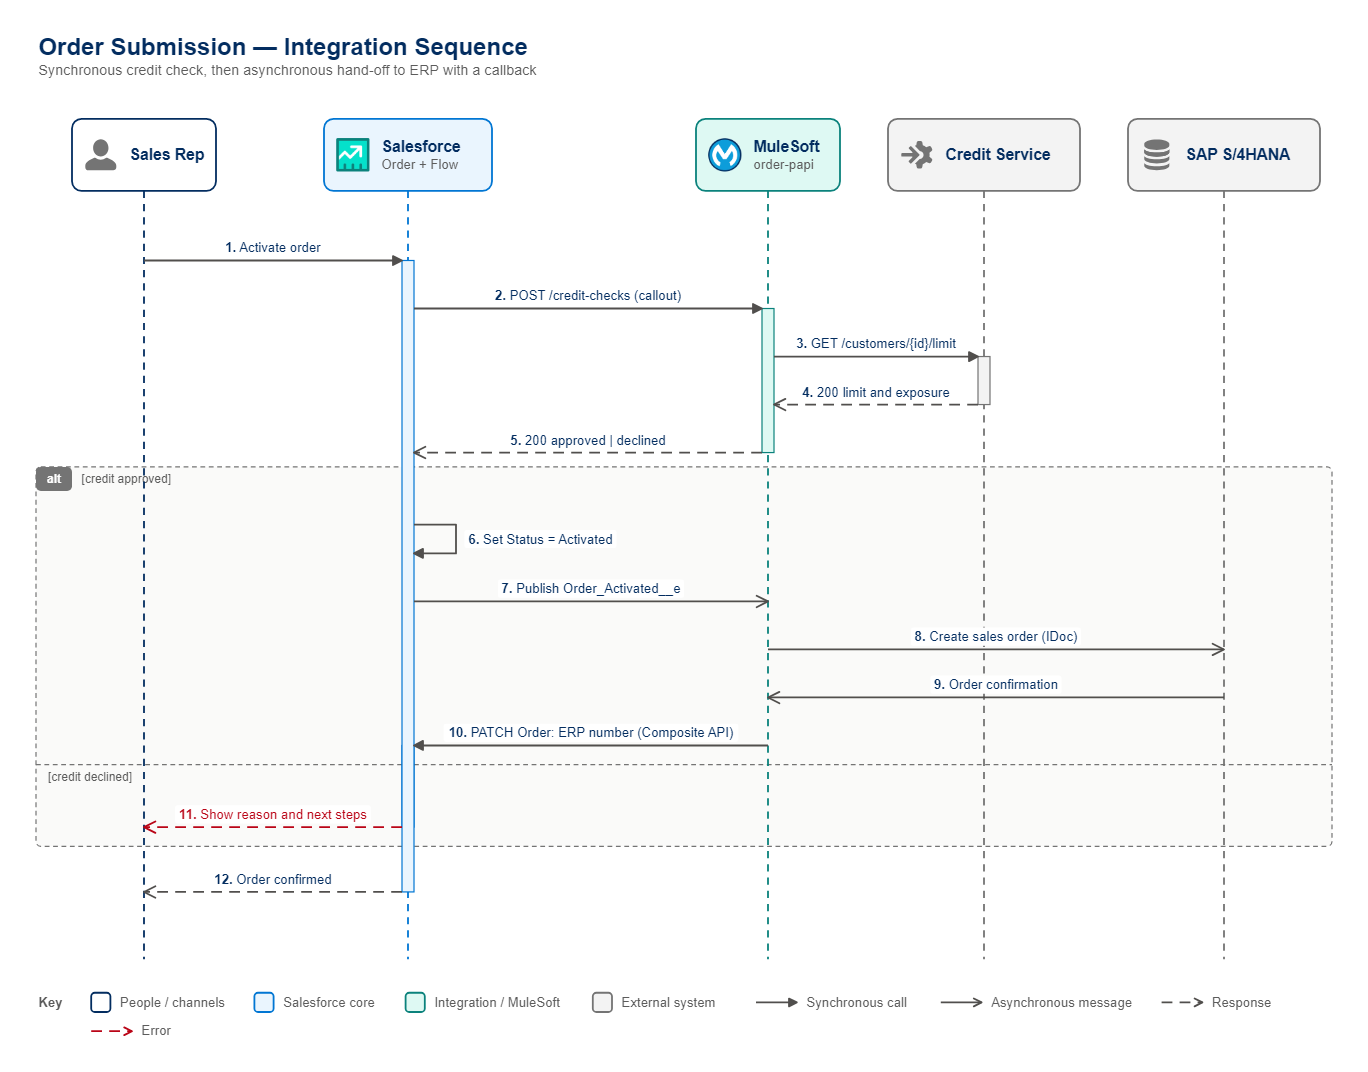 Order Submission — Integration Sequence
Synchronous credit check, then asynchronous hand-off to ERP with a callback
Sales Rep
Salesforce
Order + Flow
MuleSoft
order-papi
Credit Service
SAP S/4HANA
1. Activate order
2. POST /credit-checks (callout)
3. GET /customers/{id}/limit
4. 200 limit and exposure
5. 200 approved | declined
alt
[credit approved]
6. Set Status = Activated
7. Publish Order_Activated__e
8. Create sales order (IDoc)
9. Order confirmation
10. PATCH Order: ERP number (Composite API)
[credit declined]
11. Show reason and next steps
12. Order confirmed
Key
People / channels
Salesforce core
Integration / MuleSoft
External system
Synchronous call
Asynchronous message
Response
Error